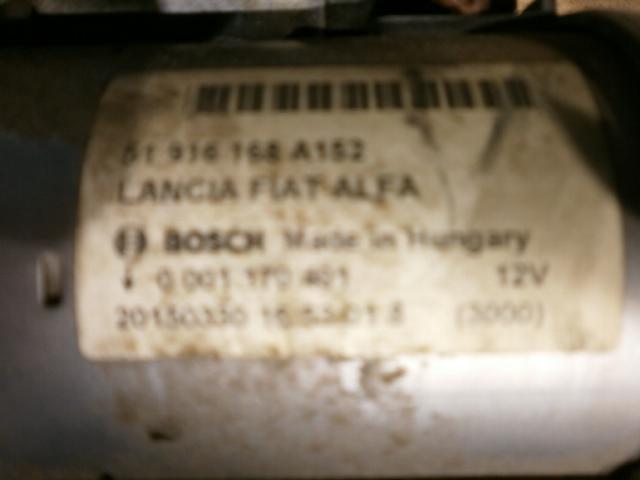 51 916 168 A152
LANCIA FIAT ALFA
BOSCH Made in Hungary
0 001 170 401 12V
(3000)